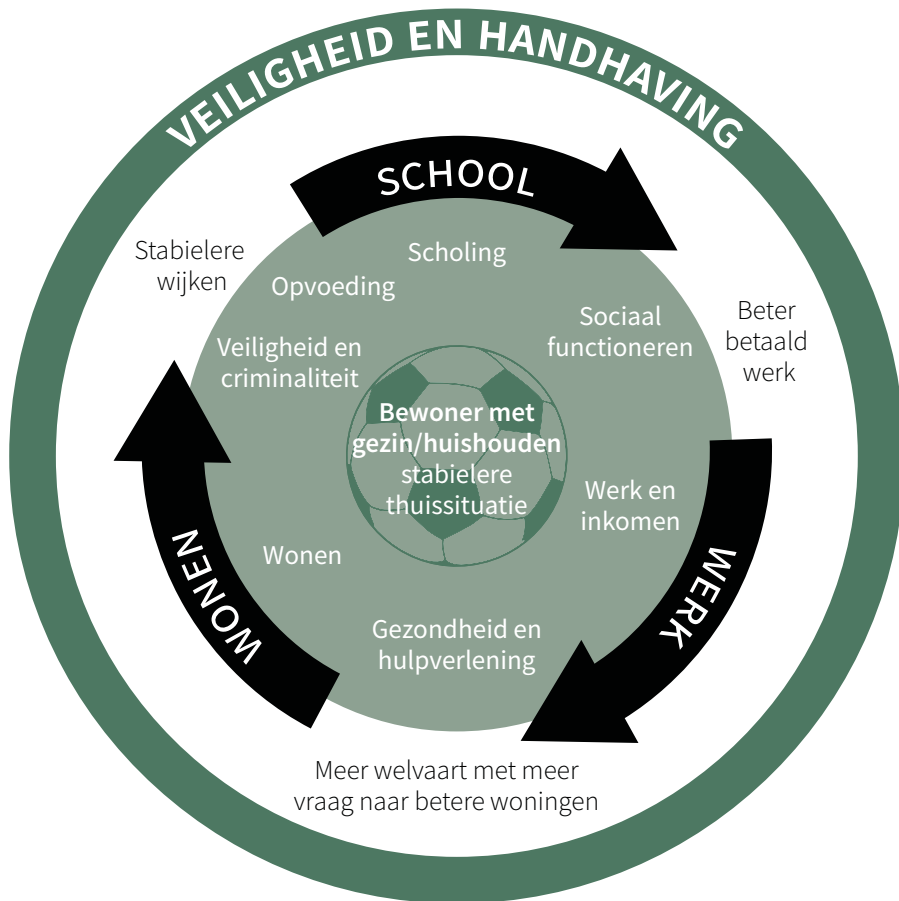 VEILIGHEID EN HANDHAVING
SCHOOL
Stabielere
wijken
Scholing
Opvoeding
Sociaal
functioneren
Beter
betaald
werk
Veiligheid en
criminaliteit
Bewoner met
gezin/huishouden
stabielere
thuissituatie
Werk en
inkomen
WERK
Wonen
WONEN
Gezondheid en
hulpverlening
Meer welvaart met meer
vraag naar betere woningen